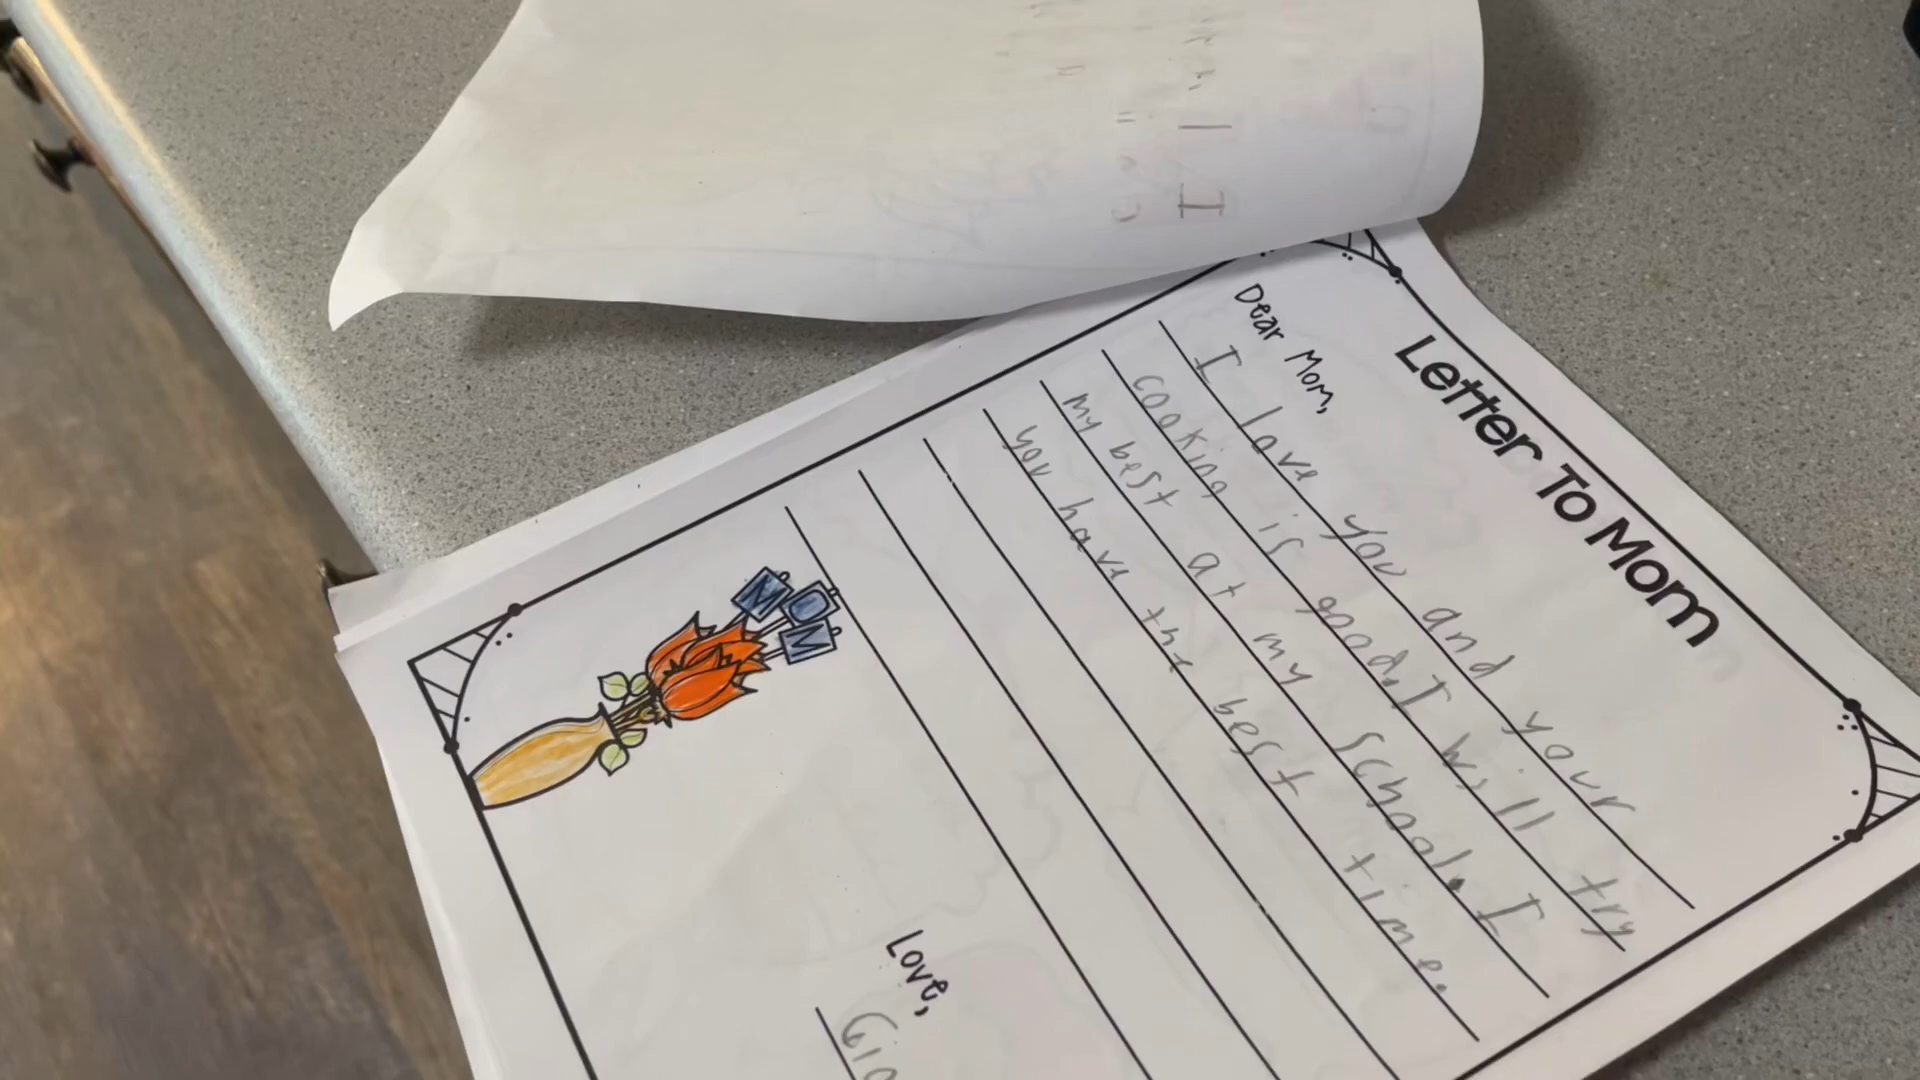 Letter To Mom
Dear Mom,
I love you and your
cooking is good, I will try
my best at my school. I
you have the best time.
MOM
Love,